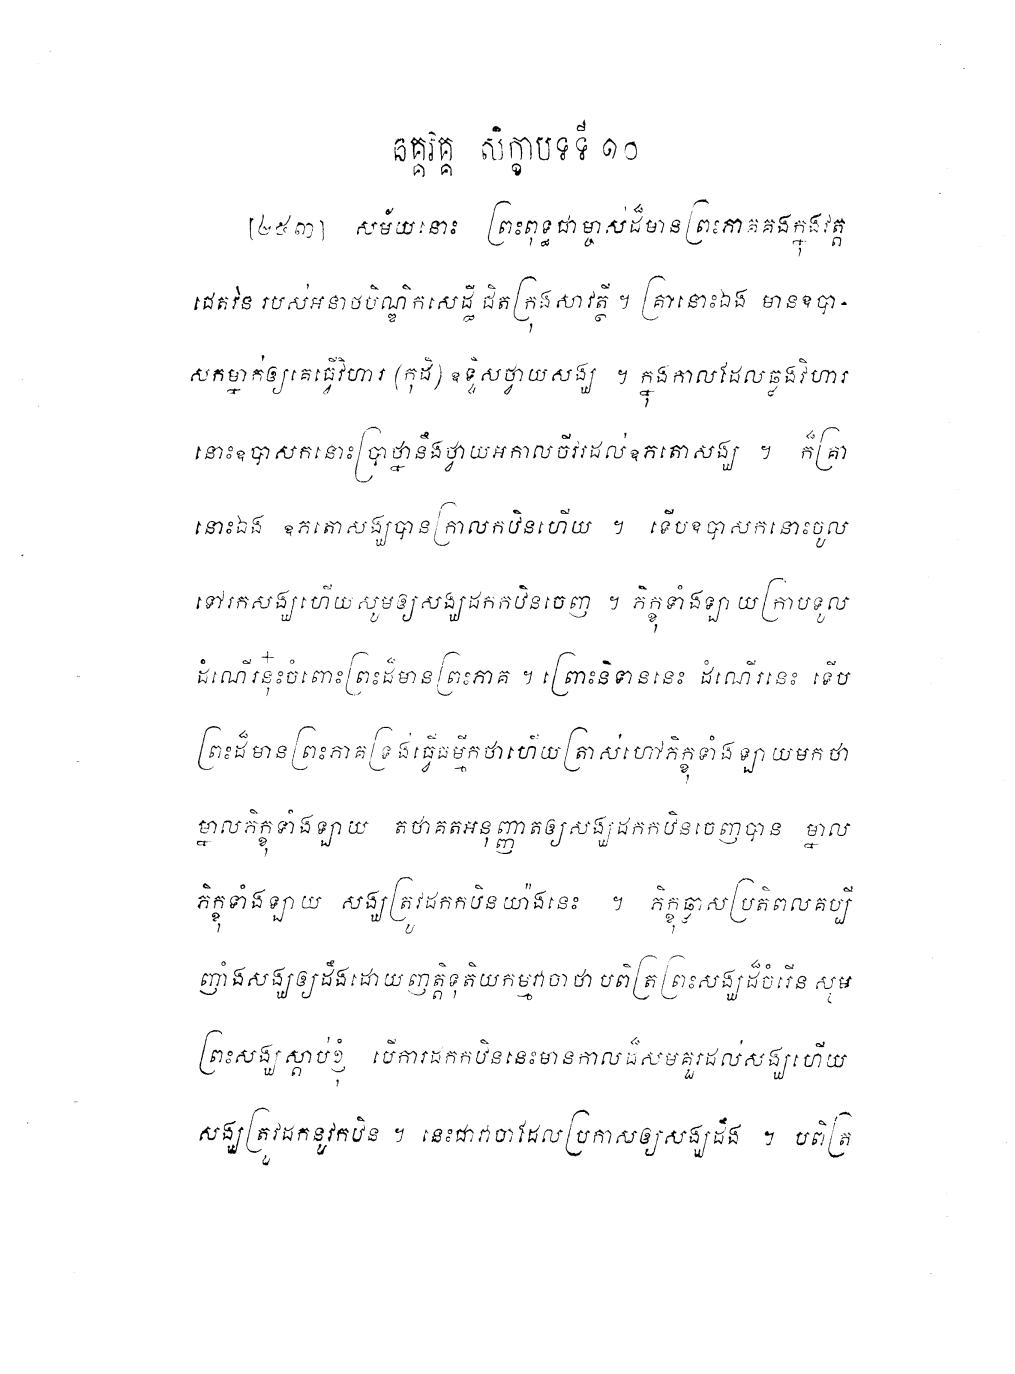 នគ្គវគ្គ សិក្ខាបទទី ១០
[២៥៣] សម័យនោះ ព្រះពុទ្ធជាម្ចាស់ដ៏មានព្រះភាគគង់ក្នុងវត្ត
ជេតវ័ន របស់អនាថបិណ្ឌិកសេដ្ឋី ជិតក្រុងសាវត្ថី ។ គ្រានោះឯង មានឧបា-
សកម្នាក់ឲ្យគេធ្វើវិហារ (កុដិ) ឧទ្ទិសថ្វាយសង្ឃ ។ ក្នុងកាលដែលឆ្លងវិហារ
នោះឧបាសកនោះប្រាថ្នានឹងថ្វាយអកាលចីវរដល់ឧភតោសង្ឃ ។ ក៏គ្រា
នោះឯង ឧភតោសង្ឃបានក្រាលកឋិនហើយ ។ ទើបឧបាសកនោះចូល
ទៅរកសង្ឃហើយសូមឲ្យសង្ឃដកកឋិនចេញ ។ ភិក្ខុទាំងឡាយក្រាបទូល
ដំណើរនុ៎ះចំពោះព្រះដ៏មានព្រះភាគ ។ ព្រោះនិទាននេះ ដំណើរនេះ ទើប
ព្រះដ៏មានព្រះភាគទ្រង់ធ្វើធម្មីកថាហើយត្រាស់ហៅភិក្ខុទាំងឡាយមកថា
ម្នាលភិក្ខុទាំងឡាយ តថាគតអនុញ្ញាតឲ្យសង្ឃដកកឋិនចេញបាន ម្នាល
ភិក្ខុទាំងឡាយ សង្ឃត្រូវដកកឋិនយ៉ាងនេះ ។ ភិក្ខុឆ្លាសប្រតិពលគប្បី
ញុំាងសង្ឃឲ្យដឹងដោយញត្តិទុតិយកម្មវាចាថា បពិត្រព្រះសង្ឃដ៏ចំរើន សូម
ព្រះសង្ឃស្តាប់ខ្ញុំ បើការដកកឋិននេះមានកាលដ៏សមគួរដល់សង្ឃហើយ
សង្ឃត្រូវដកនូវកឋិន ។ នេះជាវាចាដែលប្រកាសឲ្យសង្ឃដឹង ។ បពិត្រ